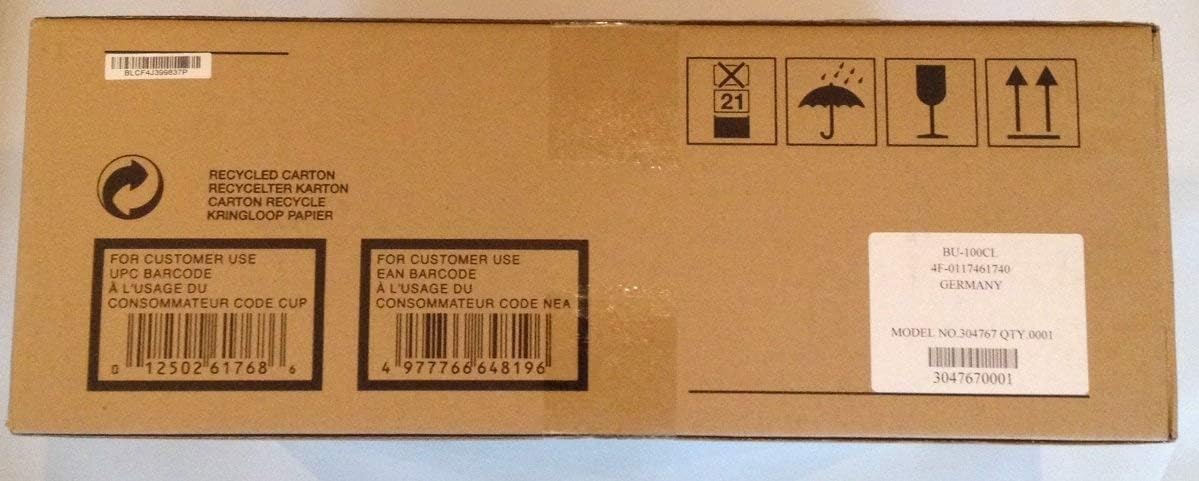 BLCF4J399837P
21
RECYCLED CARTON
RECYCELTER KARTON
CARTON RECYCLE
KRINGLOOP PAPIER
FOR CUSTOMER USE
UPC BARCODE
À L'USAGE DU
CONSOMMATEUR CODE CUP
0 12502 61768 6
FOR CUSTOMER USE
EAN BARCODE
À L'USAGE DU
CONSOMMATEUR CODE NEA
4 977766 648196
BU-100CL
4F-0117461740
GERMANY
MODEL NO.304767 QTY.0001
3047670001